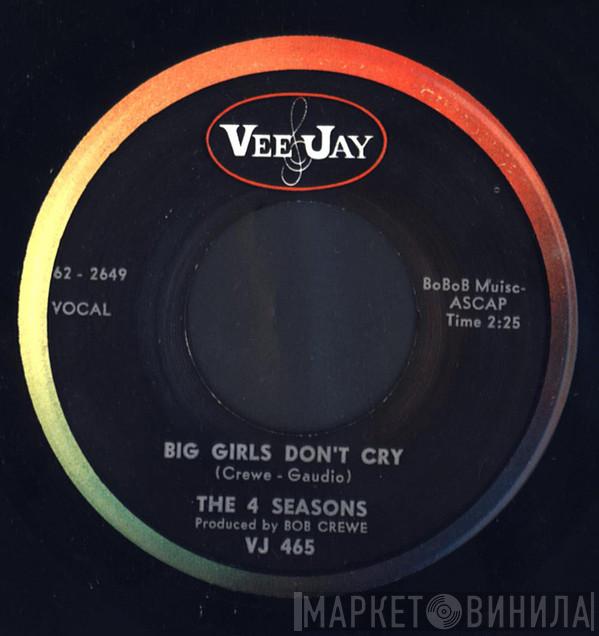 VEE JAY
62 - 2649
VOCAL
BoBoB Muisc-
ASCAP
Time 2:25
BIG GIRLS DON'T CRY
(Crewe - Gaudio)
THE 4 SEASONS
Produced by BOB CREWE
VJ 465
МАРКЕТ ВИНИЛА